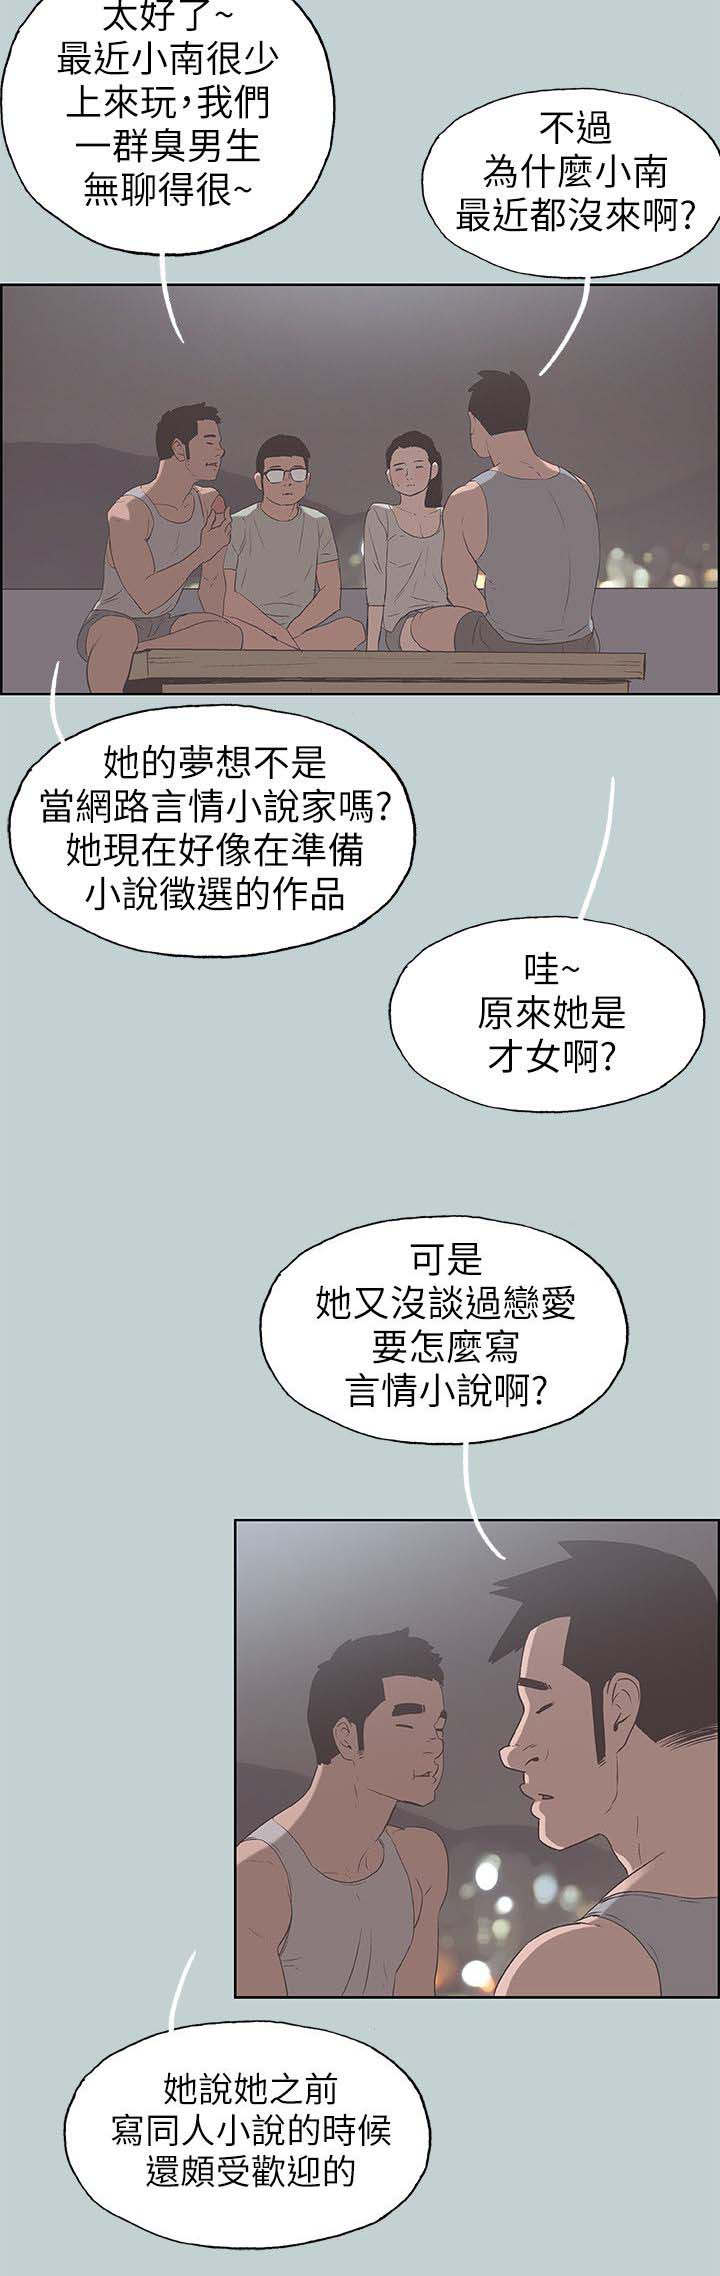 太好了~
最近小南很少
上來玩，我們
一群臭男生
無聊得很~
不過
為什麼小南
最近都沒來啊?
她的夢想不是
當網路言情小說家嗎?
她現在好像在準備
小說徵選的作品
哇~
原來她是
才女啊?
可是
她又沒談過戀愛
要怎麼寫
言情小說啊?
她說她之前
寫同人小說的時候
還頗受歡迎的